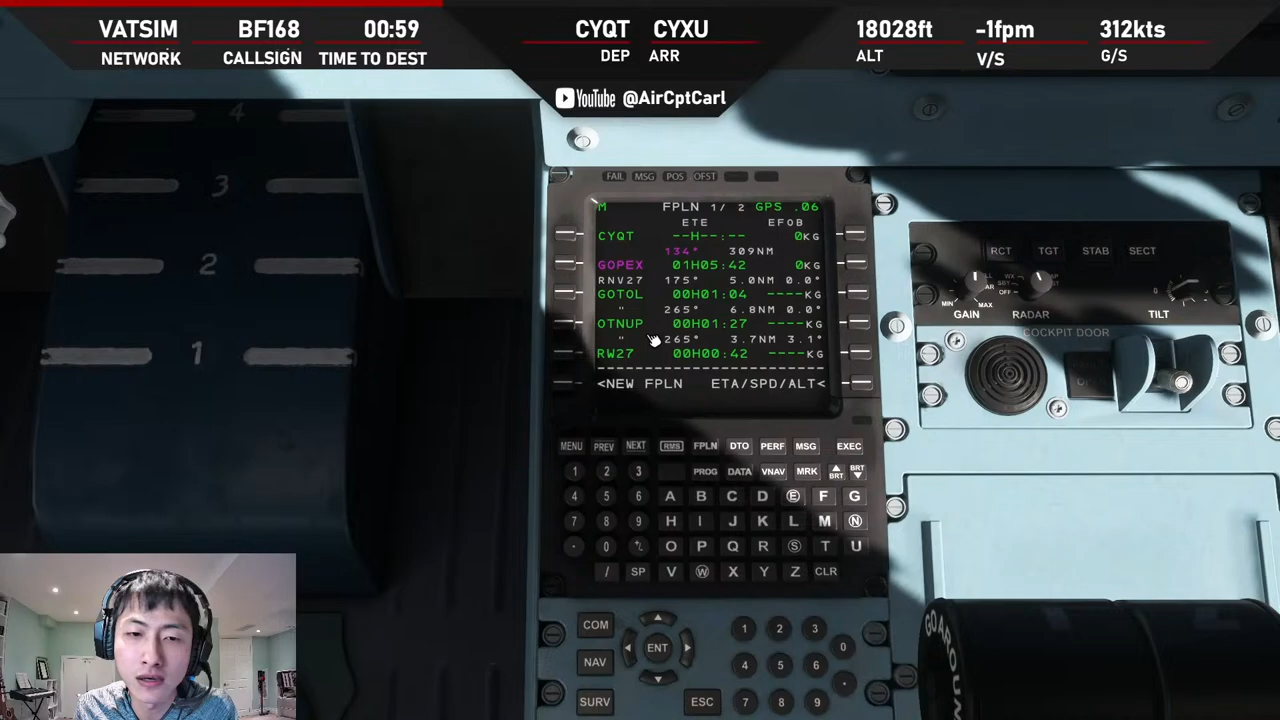 VATSIM BF168 00:59 CYQT CYXU 18028ft -1fpm 312kts
NETWORK CALLSIGN TIME TO DEST DEP ARR ALT V/S G/S
YouTube @AirCptCarl
4
3
2
1
FAIL MSG POS OFST
M FPLN 1/ 2 GPS .06
ETE EFOB
CYQT --H--:-- 0KG
134° 309NM
GOPEX 01H05:42 0KG
RNV27 175° 5.0NM 0.0°
GOTOL 00H01:04 ----KG
" 265° 6.8NM 0.0°
OTNUP 00H01:27 ----KG
" 265° 3.7NM 3.1°
RW27 00H00:42 ----KG
<NEW FPLN ETA/SPD/ALT<
MENU PREV NEXT RMS FPLN DTO PERF MSG EXEC
1 2 3 PROG DATA VNAV MRK BRT BRT
4 5 6 A B C D E F G
7 8 9 H I J K L M N
. 0 +/- O P Q R S T U
/ SP V W X Y Z CLR
COM 1 2 3
NAV ENT 4 5 6 0
SURV ESC 7 8 9 .
RCT TGT STAB SECT
MIN MAX
GAIN RADAR TILT
COCKPIT DOOR
GO AROUN